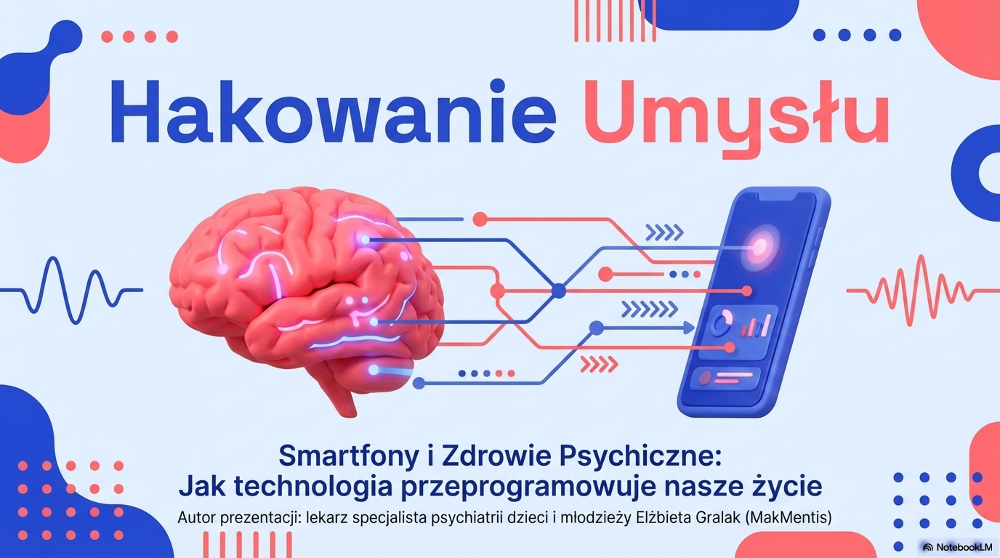 Hakowanie Umysłu
Smartfony i Zdrowie Psychiczne:
Jak technologia przeprogramowuje nasze życie
Autor prezentacji: lekarz specjalista psychiatrii dzieci i młodzieży Elżbieta Gralak (MakMentis)
NotebookLM